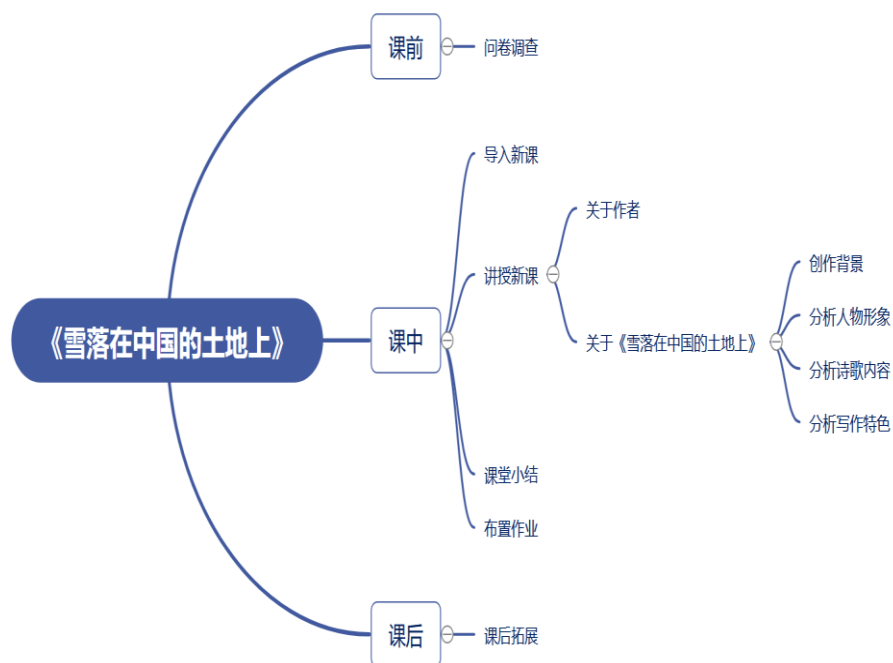 课前
问卷调查
导入新课
关于作者
创作背景
讲授新课
分析人物形象
《雪落在中国的土地上》
课中
关于《雪落在中国的土地上》
分析诗歌内容
分析写作特色
课堂小结
布置作业
课后
课后拓展